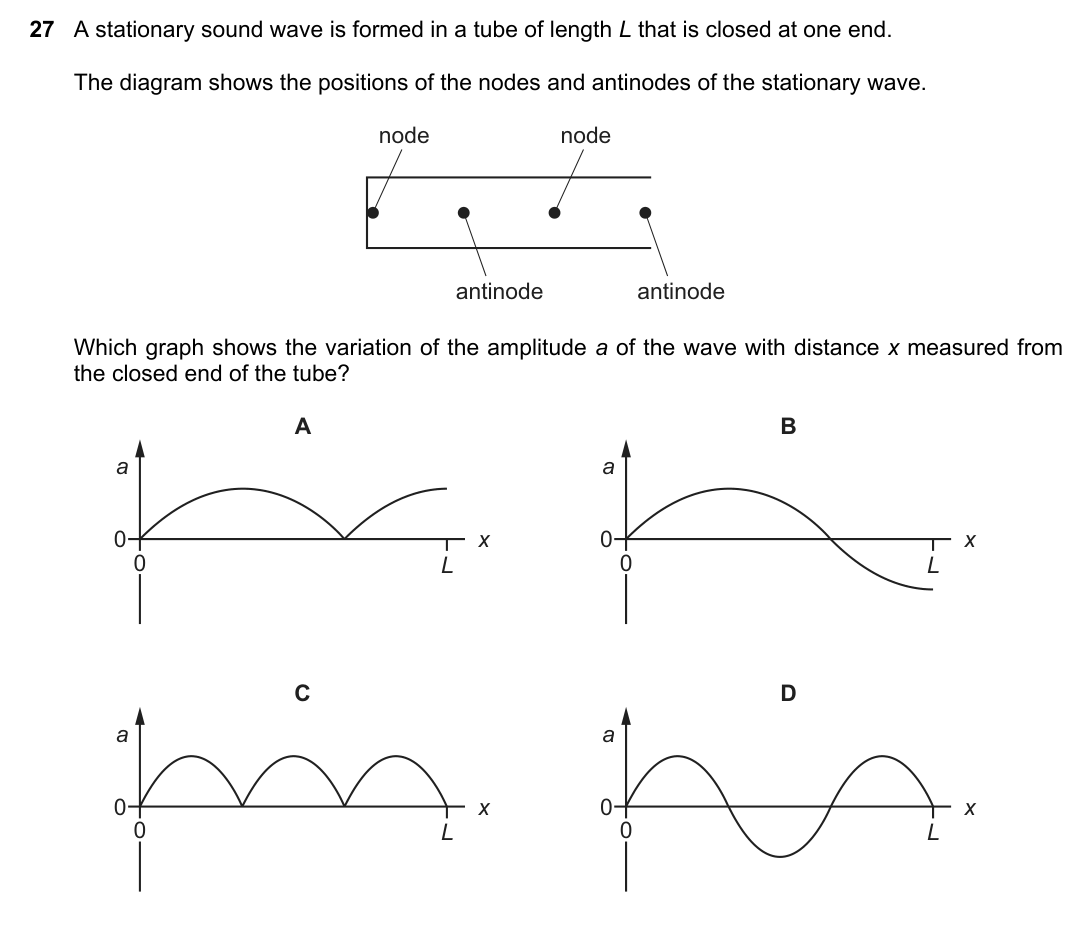 27 A stationary sound wave is formed in a tube of length L that is closed at one end.
The diagram shows the positions of the nodes and antinodes of the stationary wave.
node node
antinode antinode
Which graph shows the variation of the amplitude a of the wave with distance x measured from
the closed end of the tube?
A B
a a
0 x 0 x
0 L 0 L
C D
a a
0 x 0 x
0 L 0 L